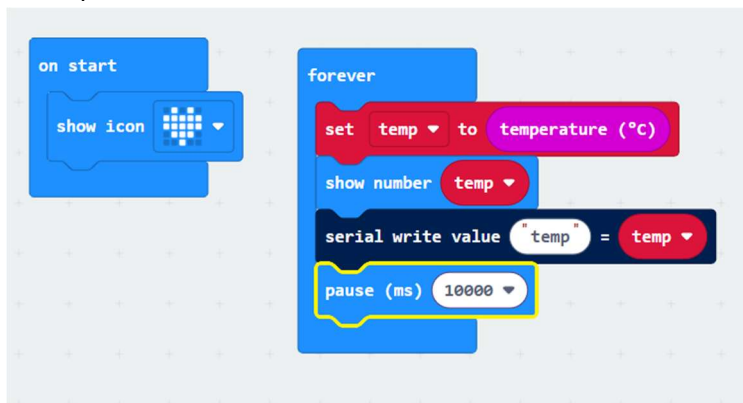 on start
show icon
forever
set temp to temperature (°C)
show number temp
serial write value "temp" = temp
pause (ms) 10000